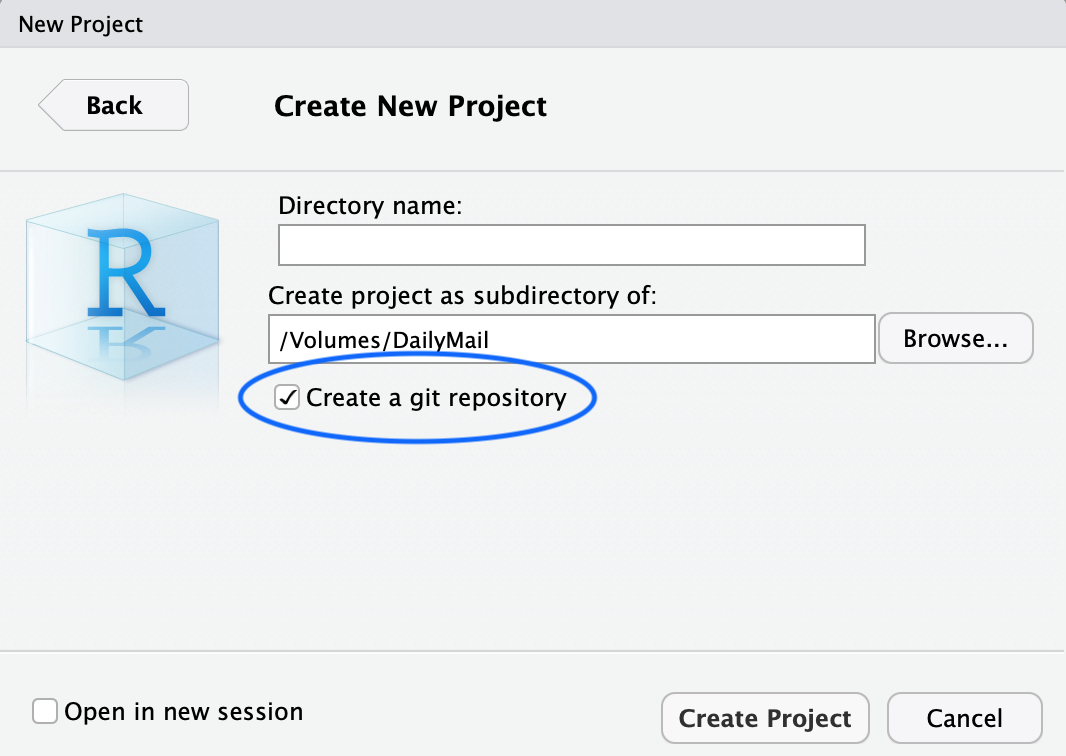 New Project
Back
Create New Project
R
Directory name:
Create project as subdirectory of:
/Volumes/DailyMail
Browse...
Create a git repository
Open in new session
Create Project
Cancel